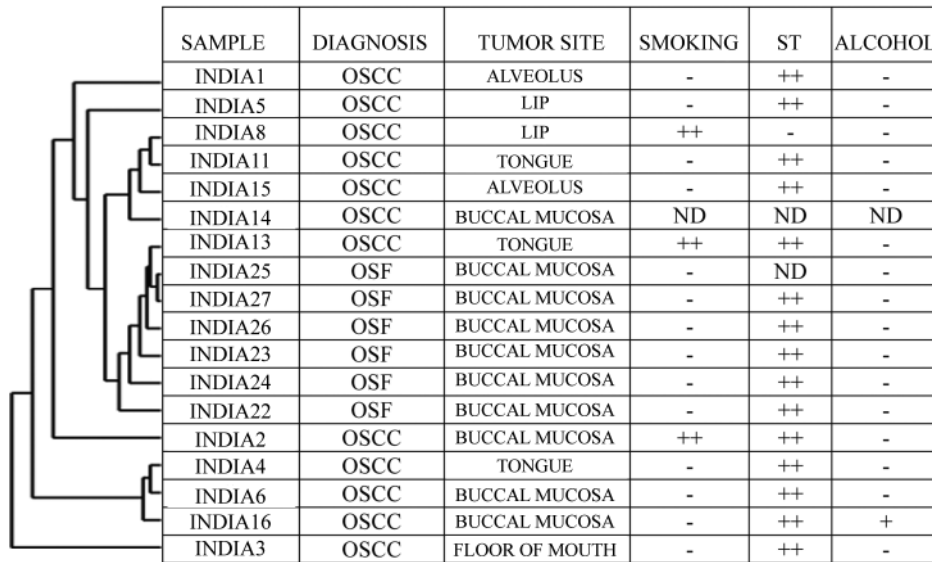 SAMPLE DIAGNOSIS TUMOR SITE SMOKING ST ALCOHOL
INDIA1 OSCC ALVEOLUS - ++ -
INDIA5 OSCC LIP - ++ -
INDIA8 OSCC LIP ++ - -
INDIA11 OSCC TONGUE - ++ -
INDIA15 OSCC ALVEOLUS - ++ -
INDIA14 OSCC BUCCAL MUCOSA ND ND ND
INDIA13 OSCC TONGUE ++ ++ -
INDIA25 OSF BUCCAL MUCOSA - ND -
INDIA27 OSF BUCCAL MUCOSA - ++ -
INDIA26 OSF BUCCAL MUCOSA - ++ -
INDIA23 OSF BUCCAL MUCOSA - ++ -
INDIA24 OSF BUCCAL MUCOSA - ++ -
INDIA22 OSF BUCCAL MUCOSA - ++ -
INDIA2 OSCC BUCCAL MUCOSA ++ ++ -
INDIA4 OSCC TONGUE - ++ -
INDIA6 OSCC BUCCAL MUCOSA - ++ -
INDIA16 OSCC BUCCAL MUCOSA - ++ +
INDIA3 OSCC FLOOR OF MOUTH - ++ -